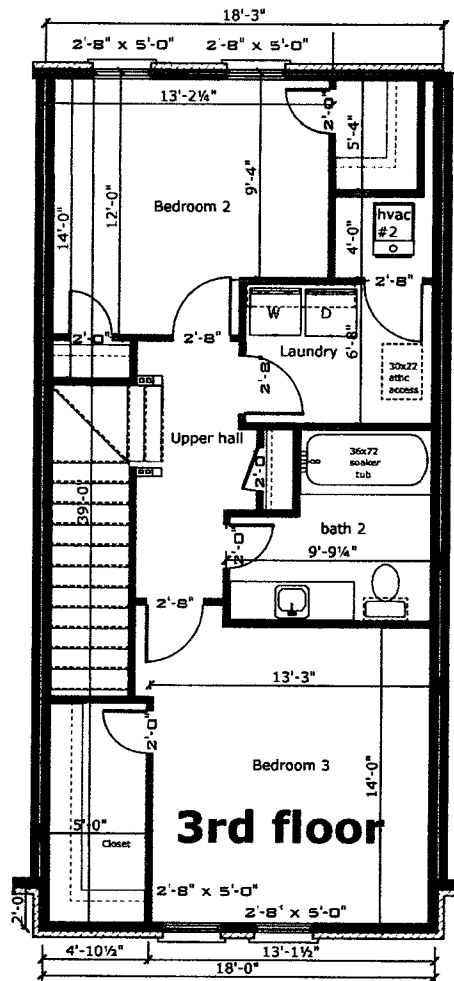 18'-3"
2'-8" x 5'-0" 2'-8" x 5'-0"
13'-2¼"
2'-0"
5'-4"
9'-4"
12'-0"
14'-0"
Bedroom 2
hvac
#2
4'-0"
2'-8"
W D
2'-0" 2'-8"
Laundry
6'-8"
2'-8
30x22
attic
access
Upper hall
36x72
soaker
tub
2'-0
39'-0"
bath 2
2'-0
9'-9¼"
2'-8"
13'-3"
2'-0"
Bedroom 3
14'-0"
3rd floor
5'-0"
Closet
2'-8" x 5'-0"
2'-8" x 5'-0"
2'-0"
4'-10½" 13'-1½"
18'-0"